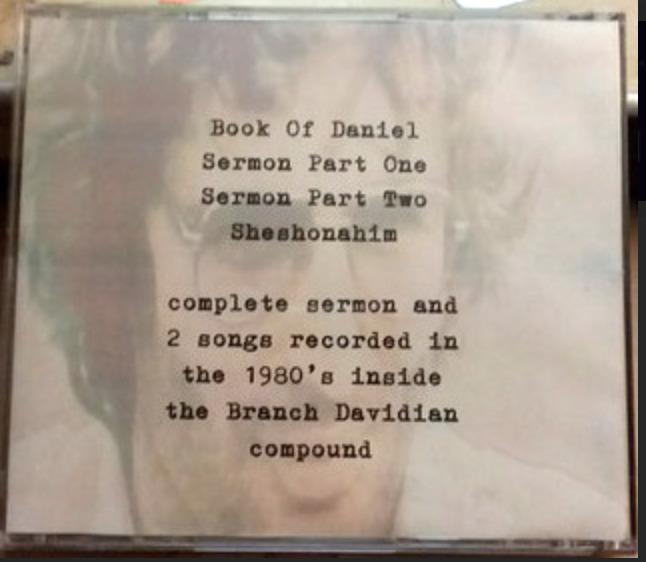 Book Of Daniel
Sermon Part One
Sermon Part Two
Sheshonahim
complete sermon and
2 songs recorded in
the 1980's inside
the Branch Davidian
compound